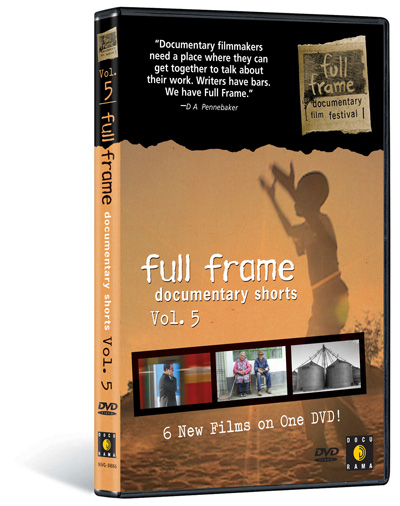 “Documentary filmmakers
need a place where they can
get together to talk about
their work. Writers have bars.
We have Full Frame.”
—D A Pennebaker
full
frame
documentary
film festival
full frame
documentary shorts
Vol. 5
6 New Films on One DVD!
DVD
DOCU
RAMA
Vol.
5
full frame
documentary shorts
Vol. 5
DVD
DOCU
RAMA